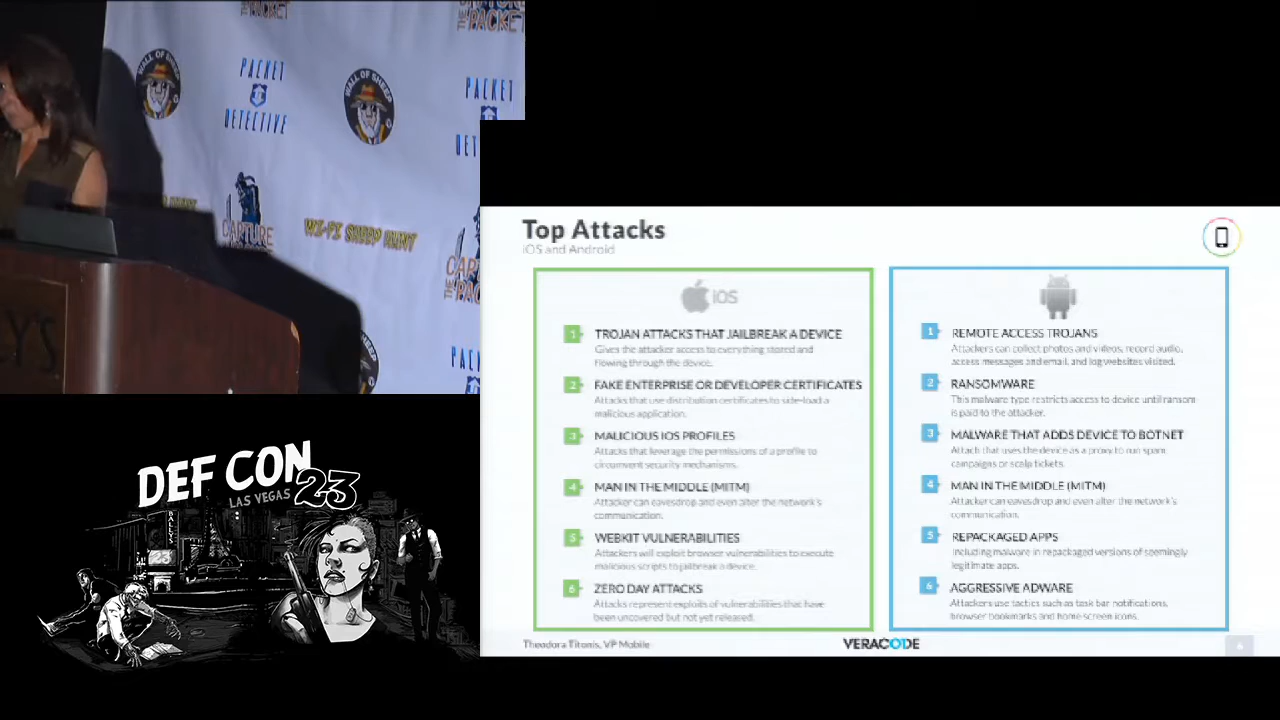 THE PACKET
PACKET
DETECTIVE
WALL OF SHEEP
WALL OF SHEEP
PACKET
CAPTURE
WI-FI SHEEP HUNT
DEF CON
LAS VEGAS 23
BALLY'S
23
Top Attacks
iOS and Android
iOS
1 TROJAN ATTACKS THAT JAILBREAK A DEVICE
Gives the attacker access to everything stored and
flowing through the device.
2 FAKE ENTERPRISE OR DEVELOPER CERTIFICATES
Attacks that use distribution certificates to side-load a
malicious application.
3 MALICIOUS IOS PROFILES
Attacks that leverage the permissions of a profile to
circumvent security mechanisms.
4 MAN IN THE MIDDLE (MITM)
Attacker can eavesdrop and even alter the network's
communication.
5 WEBKIT VULNERABILITIES
Attackers will exploit browser vulnerabilities to execute
malicious scripts to jailbreak a device.
6 ZERO DAY ATTACKS
Attacks represent exploits of vulnerabilities that have
been uncovered but not yet released.
1 REMOTE ACCESS TROJANS
Attackers can collect photos and videos, record audio,
access messages and email, and log websites visited.
2 RANSOMWARE
This malware type restricts access to device until ransom
is paid to the attacker.
3 MALWARE THAT ADDS DEVICE TO BOTNET
Attach that uses the device as a proxy to run spam
campaigns or scalp tickets.
4 MAN IN THE MIDDLE (MITM)
Attacker can eavesdrop and even alter the network's
communication.
5 REPACKAGED APPS
Including malware in repackaged versions of seemingly
legitimate apps.
6 AGGRESSIVE ADWARE
Attackers use tactics such as task bar notifications,
browser bookmarks and home screen icons.
Theodora Titonis, VP Mobile
VERACODE
6